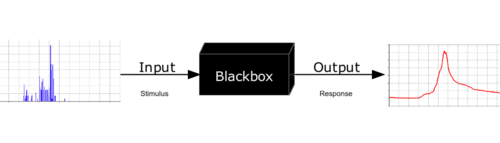 Input
Stimulus
Blackbox
Output
Response